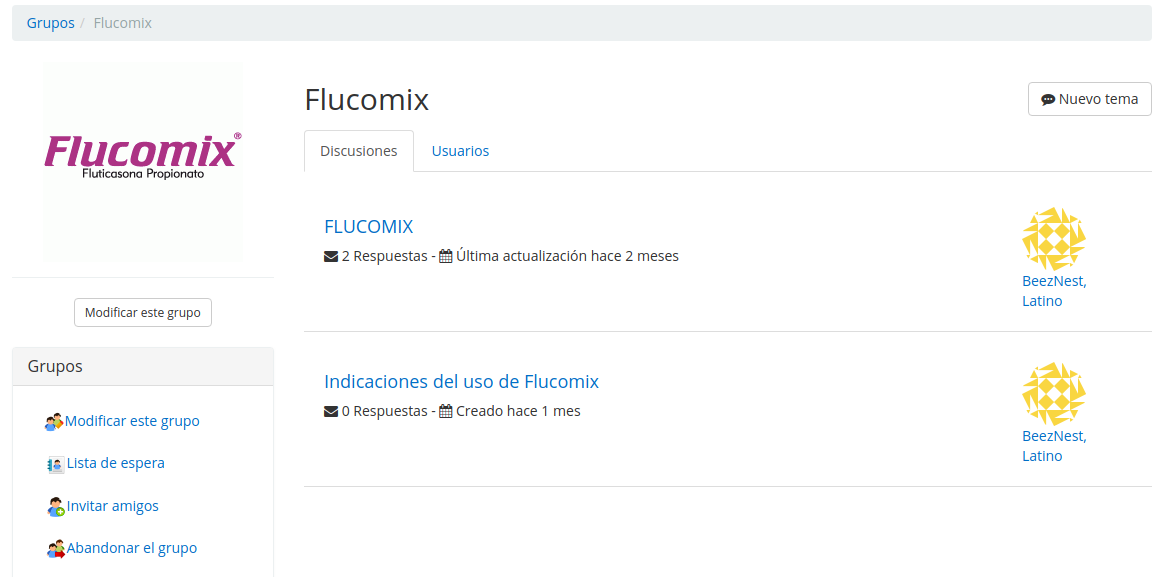 Grupos / Flucomix
Flucomix®
Fluticasona Propionato
Modificar este grupo
Grupos
Modificar este grupo
Lista de espera
Invitar amigos
Abandonar el grupo
Flucomix
Nuevo tema
Discusiones
Usuarios
FLUCOMIX
2 Respuestas - Última actualización hace 2 meses
BeezNest,
Latino
Indicaciones del uso de Flucomix
0 Respuestas - Creado hace 1 mes
BeezNest,
Latino